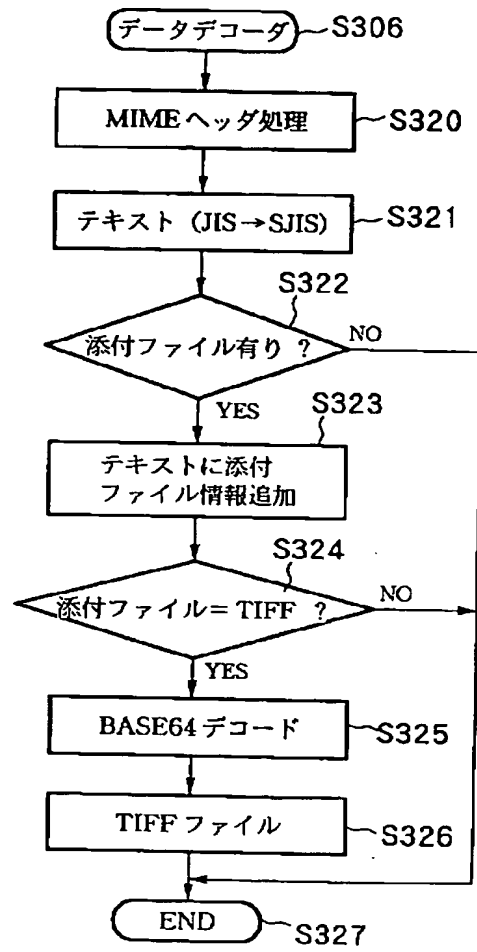 データデコーダ
S306
MIMEヘッダ処理
S320
テキスト (JIS→SJIS)
S321
S322
添付ファイル有り ?
NO
YES
S323
テキストに添付
ファイル情報追加
S324
添付ファイル=TIFF ?
NO
YES
BASE64デコード
S325
TIFFファイル
S326
END
S327